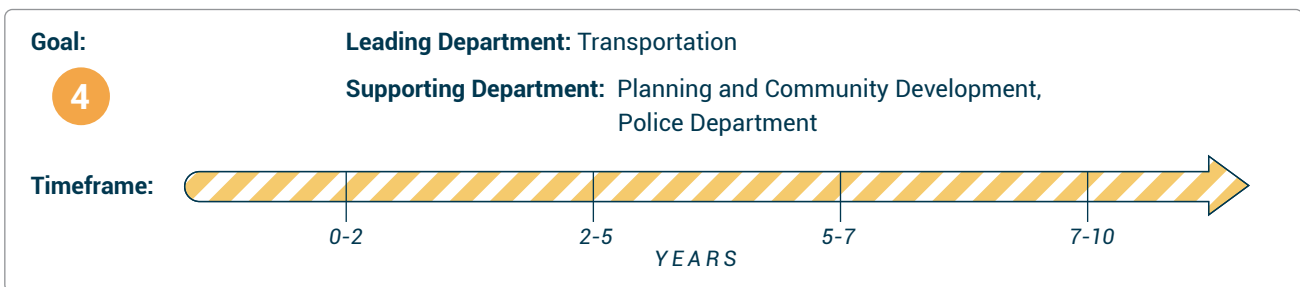 Goal:
Leading Department: Transportation
4
Supporting Department: Planning and Community Development,
Police Department
Timeframe:
0-2
2-5
5-7
7-10
YEARS